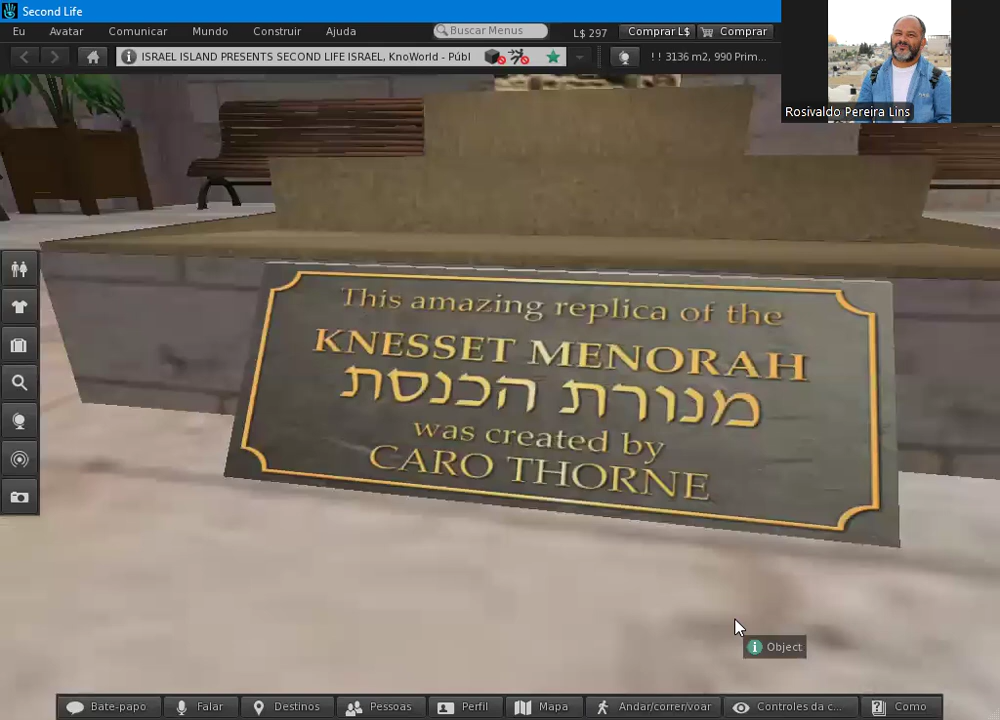 Second Life
Eu Avatar Comunicar Mundo Construir Ajuda Buscar Menus L$ 297 Comprar L$ Comprar
ISRAEL ISLAND PRESENTS SECOND LIFE ISRAEL, KnoWorld - Públ !! 3136 m2, 990 Prim...
Rosivaldo Pereira Lins
This amazing replica of the
KNESSET MENORAH
מנורת הכנסת
was created by
CARO THORNE
Object
Bate-papo Falar Destinos Pessoas Perfil Mapa Andar/correr/voar Controles da c... Como